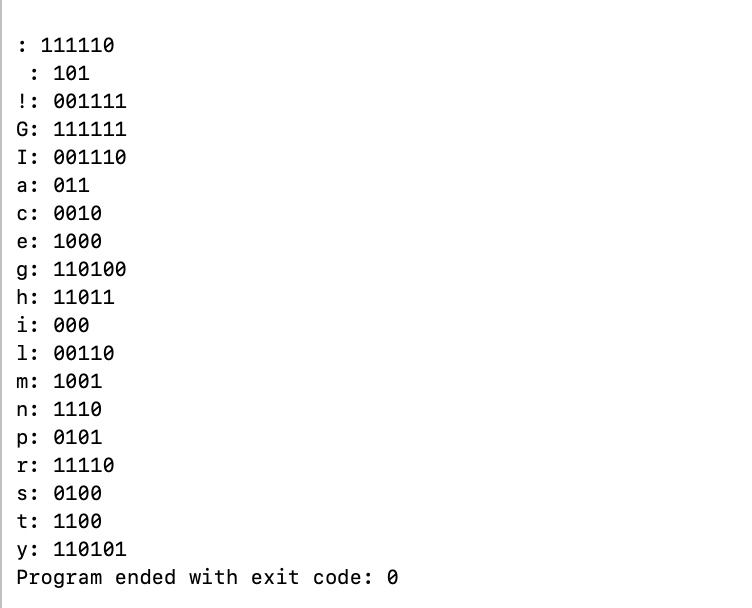 : 111110
 : 101
!: 001111
G: 111111
I: 001110
a: 011
c: 0010
e: 1000
g: 110100
h: 11011
i: 000
l: 00110
m: 1001
n: 1110
p: 0101
r: 11110
s: 0100
t: 1100
y: 110101
Program ended with exit code: 0